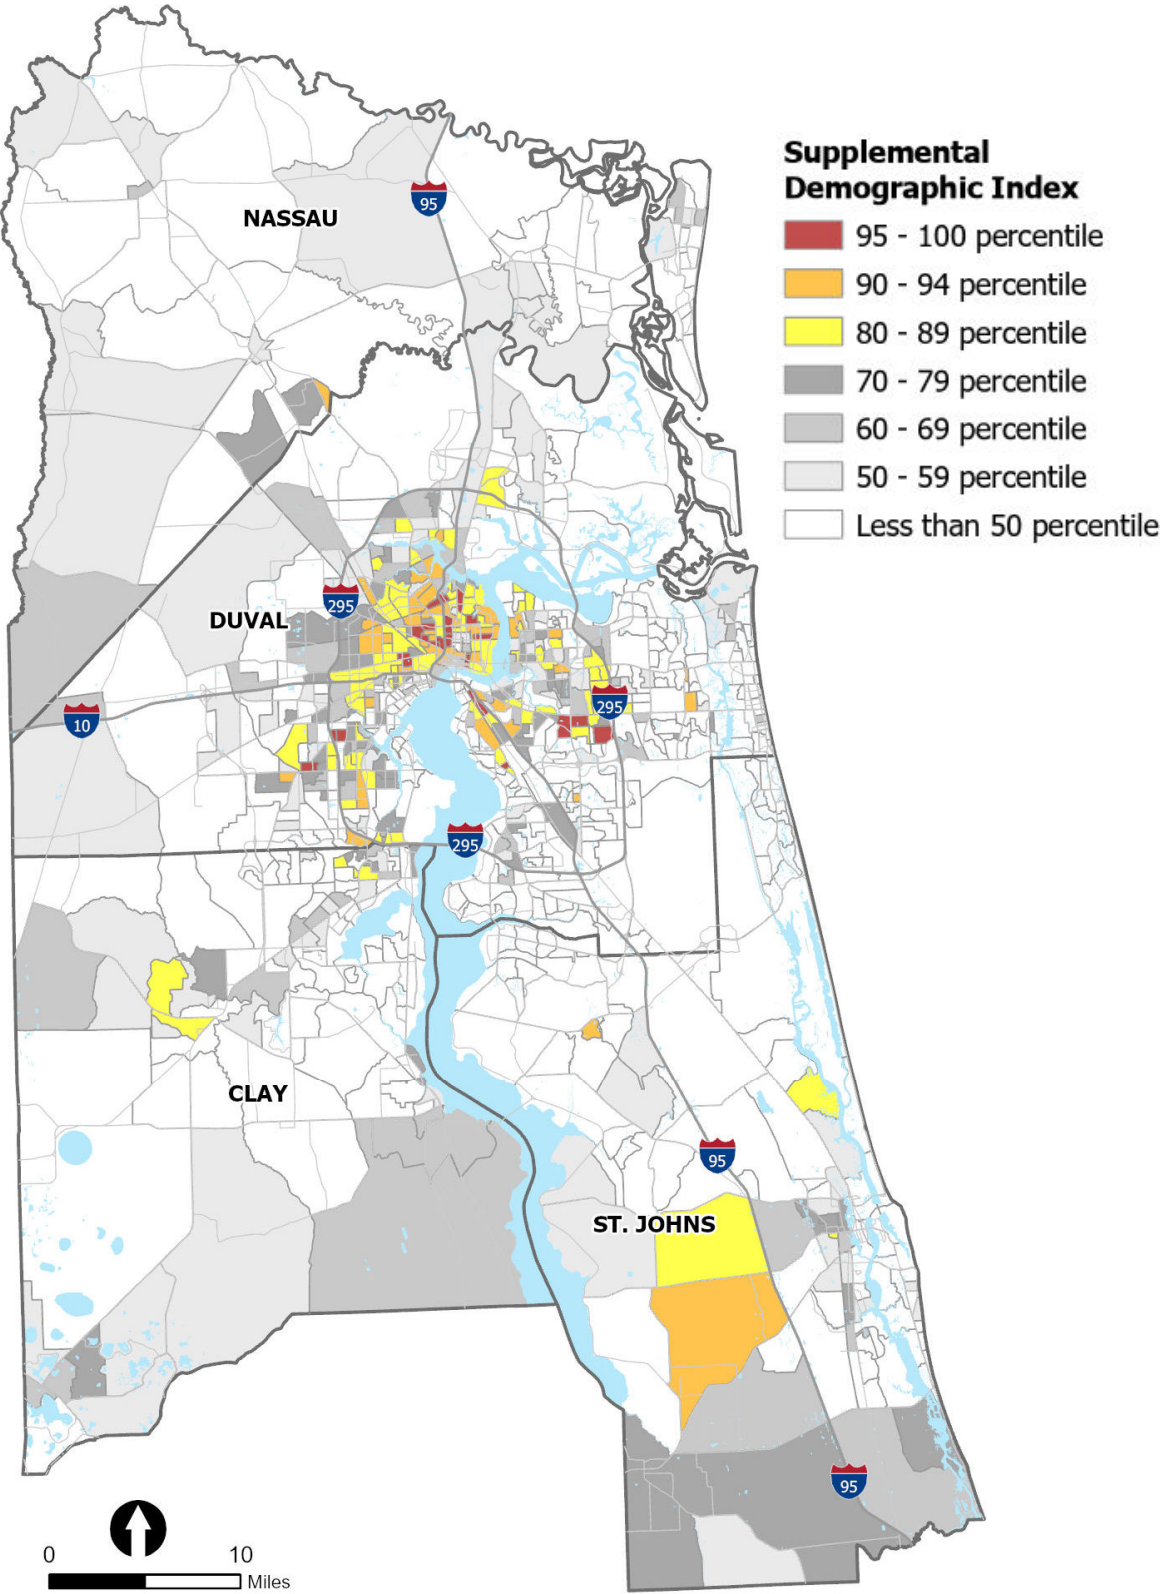 Supplemental
Demographic Index
95 - 100 percentile
90 - 94 percentile
80 - 89 percentile
70 - 79 percentile
60 - 69 percentile
50 - 59 percentile
Less than 50 percentile
95
NASSAU
295
DUVAL
295
10
295
CLAY
95
ST. JOHNS
95
0 10
Miles